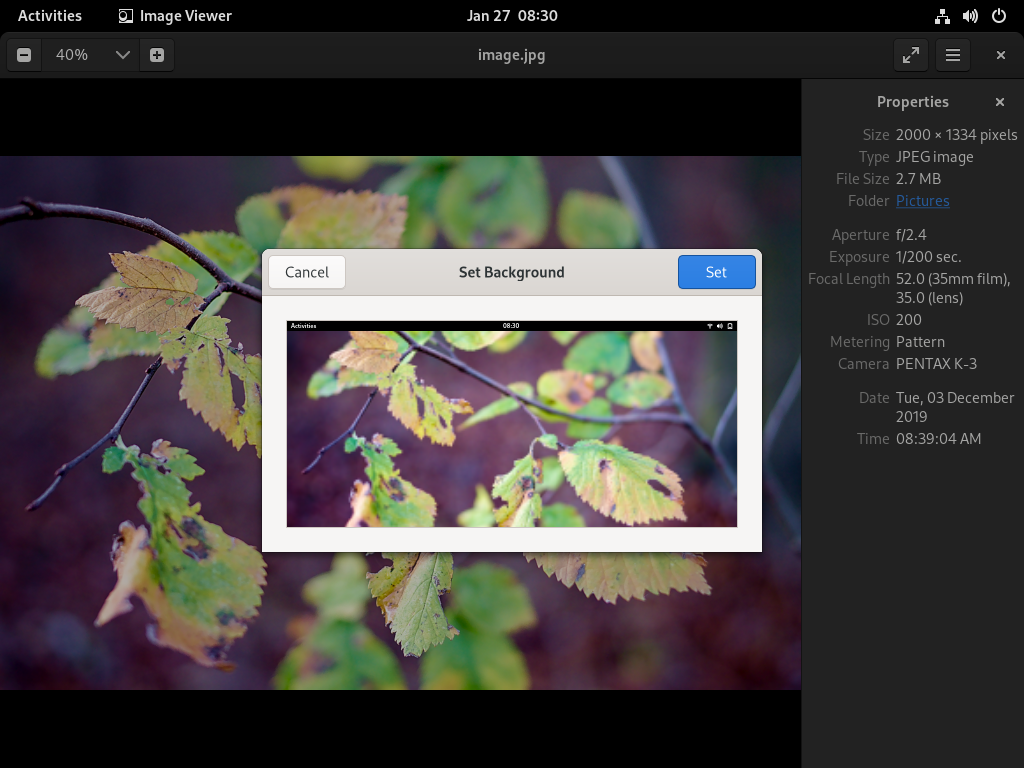 Activities
Image Viewer
Jan 27 08:30
40%
image.jpg
Properties
Size 2000 × 1334 pixels
Type JPEG image
File Size 2.7 MB
Folder Pictures
Aperture f/2.4
Exposure 1/200 sec.
Focal Length 52.0 (35mm film),
35.0 (lens)
ISO 200
Metering Pattern
Camera PENTAX K-3
Date Tue, 03 December
2019
Time 08:39:04 AM
Cancel
Set Background
Set
Activities
08:30